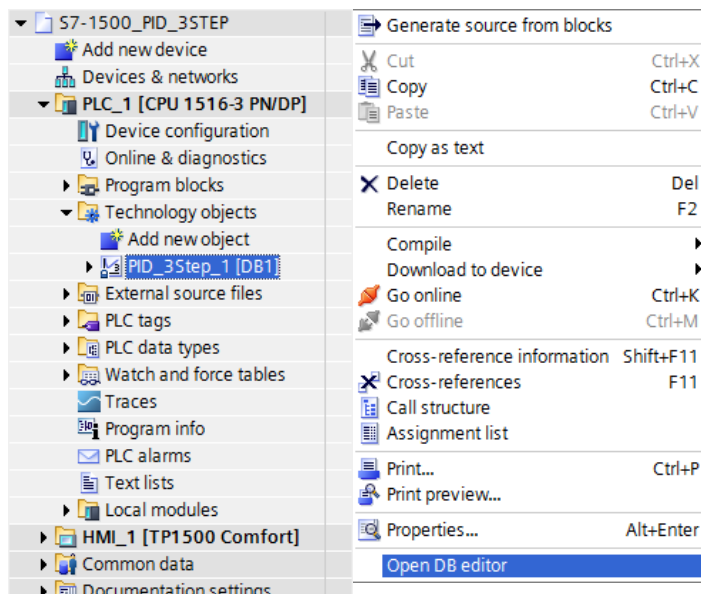 S7-1500_PID_3STEP
Add new device
Devices & networks
PLC_1 [CPU 1516-3 PN/DP]
Device configuration
Online & diagnostics
Program blocks
Technology objects
Add new object
PID_3Step_1 [DB1]
External source files
PLC tags
PLC data types
Watch and force tables
Traces
Program info
PLC alarms
Text lists
Local modules
HMI_1 [TP1500 Comfort]
Common data
Documentation settings
Generate source from blocks
Cut Ctrl+X
Copy Ctrl+C
Paste Ctrl+V
Copy as text
Delete Del
Rename F2
Compile
Download to device
Go online Ctrl+K
Go offline Ctrl+M
Cross-reference information Shift+F11
Cross-references F11
Call structure
Assignment list
Print... Ctrl+P
Print preview...
Properties... Alt+Enter
Open DB editor